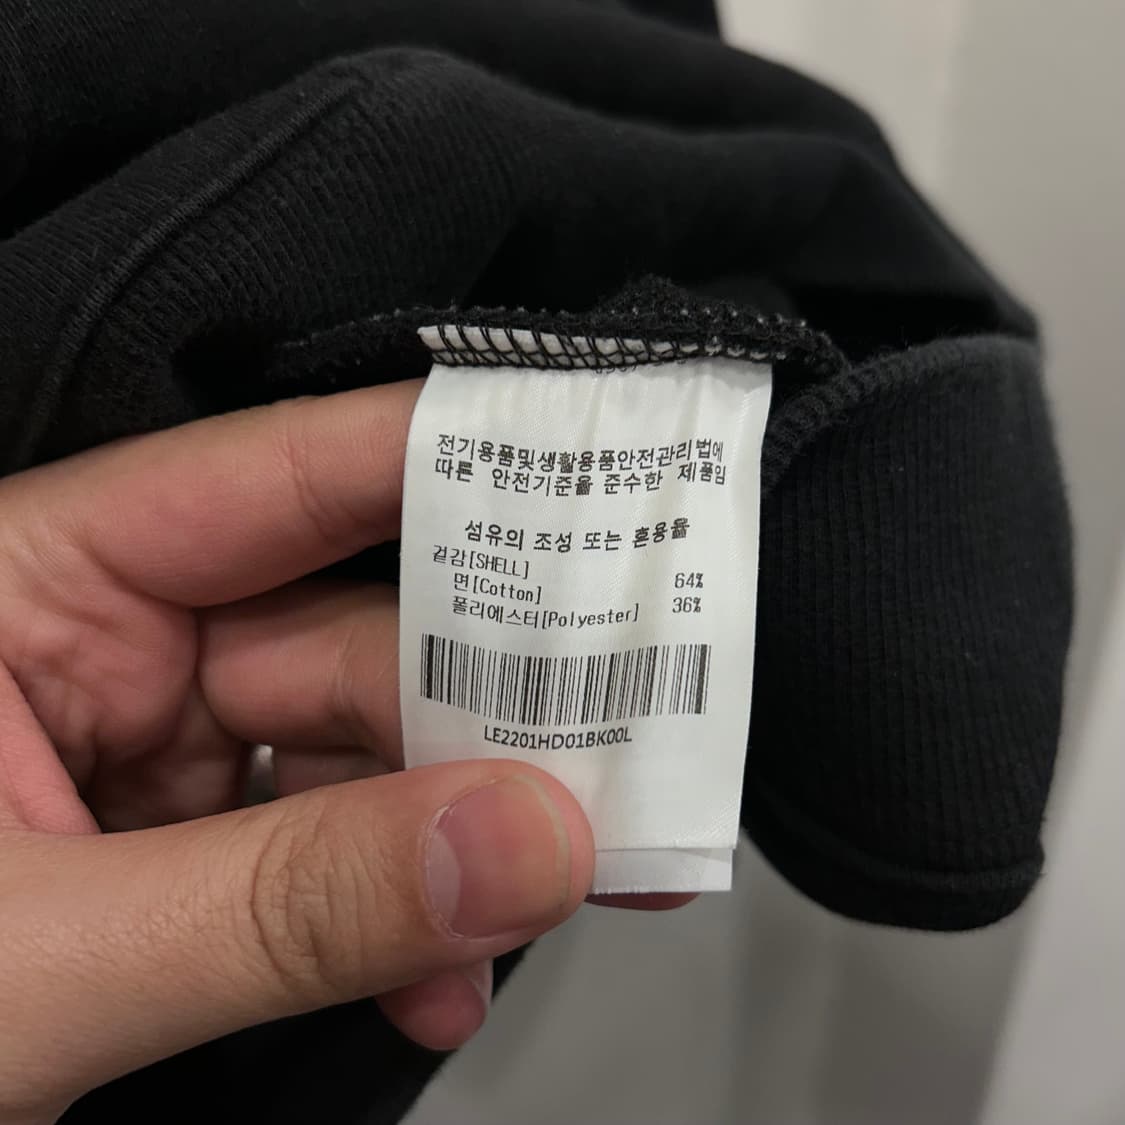 전기용품및생활용품안전관리법에
따른 안전기준을 준수한 제품임
섬유의 조성 또는 혼용율
겉감[SHELL]
면[Cotton] 64%
폴리에스터[Polyester] 36%
LE2201HD01BK00L